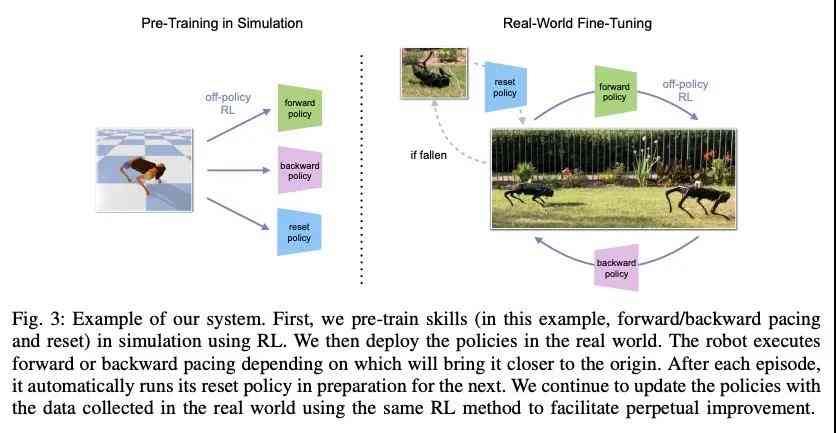 Pre-Training in Simulation
off-policy
RL
forward
policy
backward
policy
reset
policy
Real-World Fine-Tuning
reset
policy
forward
policy
off-policy
RL
if fallen
backward
policy
Fig. 3: Example of our system. First, we pre-train skills (in this example, forward/backward pacing
and reset) in simulation using RL. We then deploy the policies in the real world. The robot executes
forward or backward pacing depending on which will bring it closer to the origin. After each episode,
it automatically runs its reset policy in preparation for the next. We continue to update the policies with
the data collected in the real world using the same RL method to facilitate perpetual improvement.